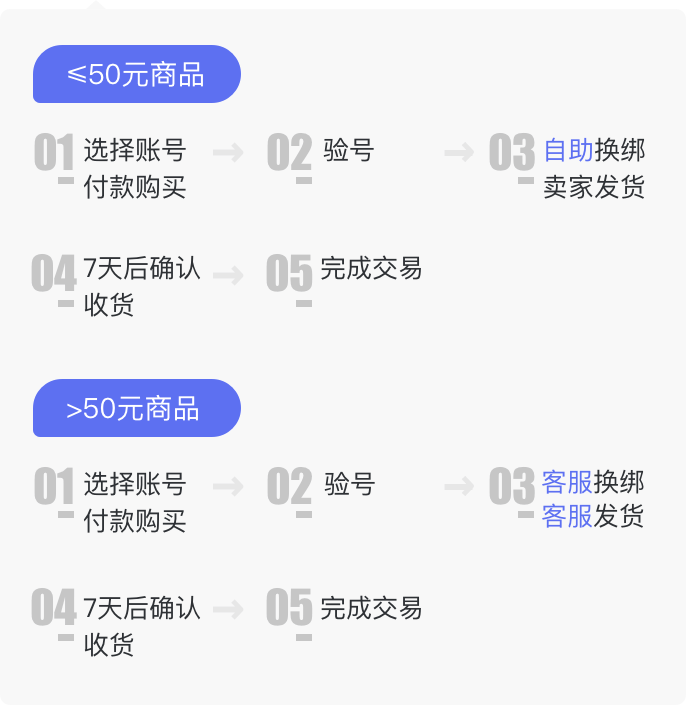 ≤50元商品
01 选择账号 → 02 验号 → 03 自助换绑
付款购买 卖家发货
04 7天后确认 → 05 完成交易
收货
>50元商品
01 选择账号 → 02 验号 → 03 客服换绑
付款购买 客服发货
04 7天后确认 → 05 完成交易
收货